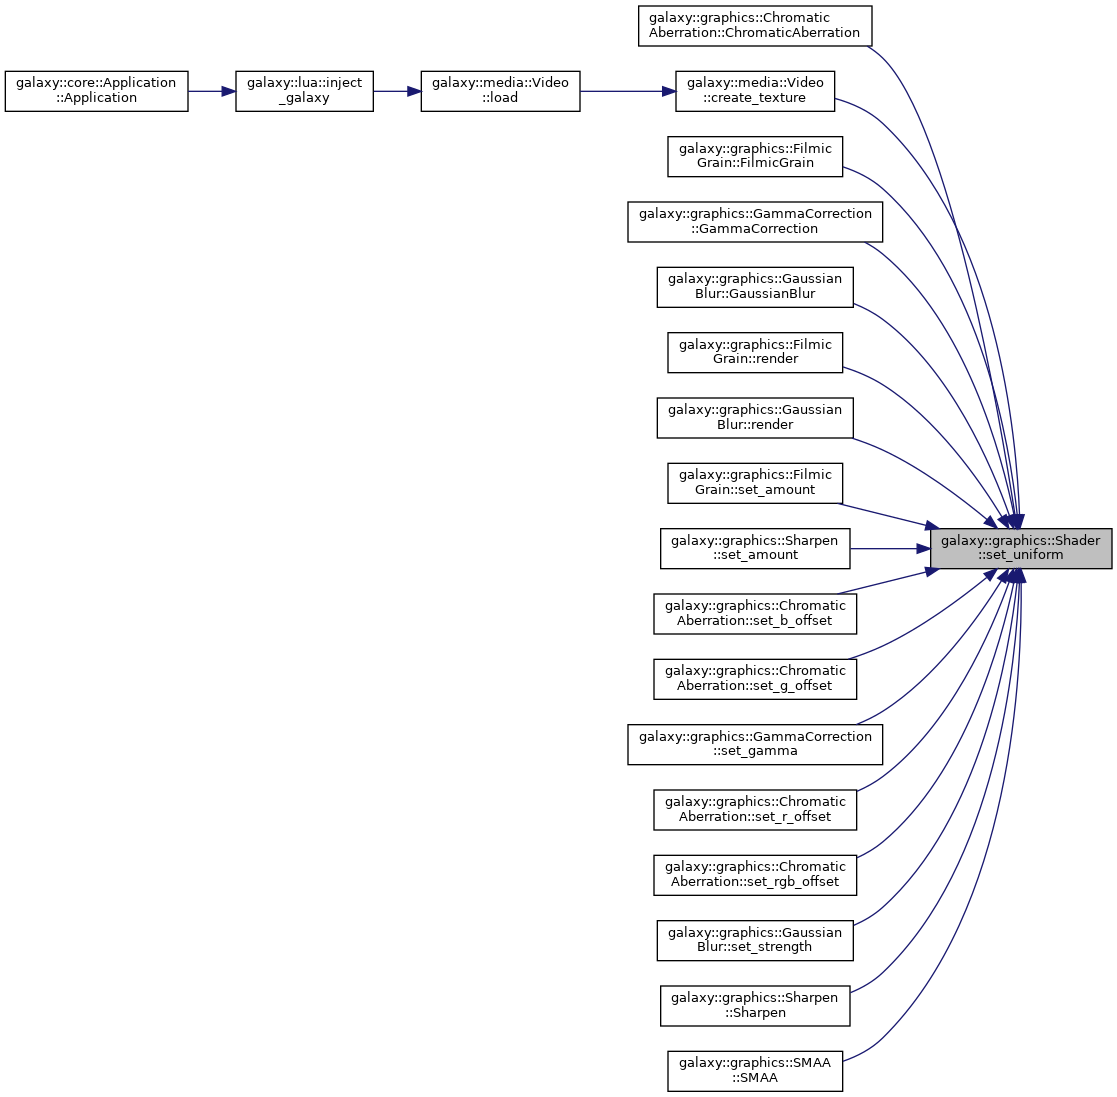 galaxy::graphics::Chromatic
Aberration::ChromaticAberration
galaxy::core::Application
::Application
galaxy::lua::inject
_galaxy
galaxy::media::Video
::load
galaxy::media::Video
::create_texture
galaxy::graphics::Filmic
Grain::FilmicGrain
galaxy::graphics::GammaCorrection
::GammaCorrection
galaxy::graphics::Gaussian
Blur::GaussianBlur
galaxy::graphics::Filmic
Grain::render
galaxy::graphics::Gaussian
Blur::render
galaxy::graphics::Filmic
Grain::set_amount
galaxy::graphics::Sharpen
::set_amount
galaxy::graphics::Shader
::set_uniform
galaxy::graphics::Chromatic
Aberration::set_b_offset
galaxy::graphics::Chromatic
Aberration::set_g_offset
galaxy::graphics::GammaCorrection
::set_gamma
galaxy::graphics::Chromatic
Aberration::set_r_offset
galaxy::graphics::Chromatic
Aberration::set_rgb_offset
galaxy::graphics::Gaussian
Blur::set_strength
galaxy::graphics::Sharpen
::Sharpen
galaxy::graphics::SMAA
::SMAA